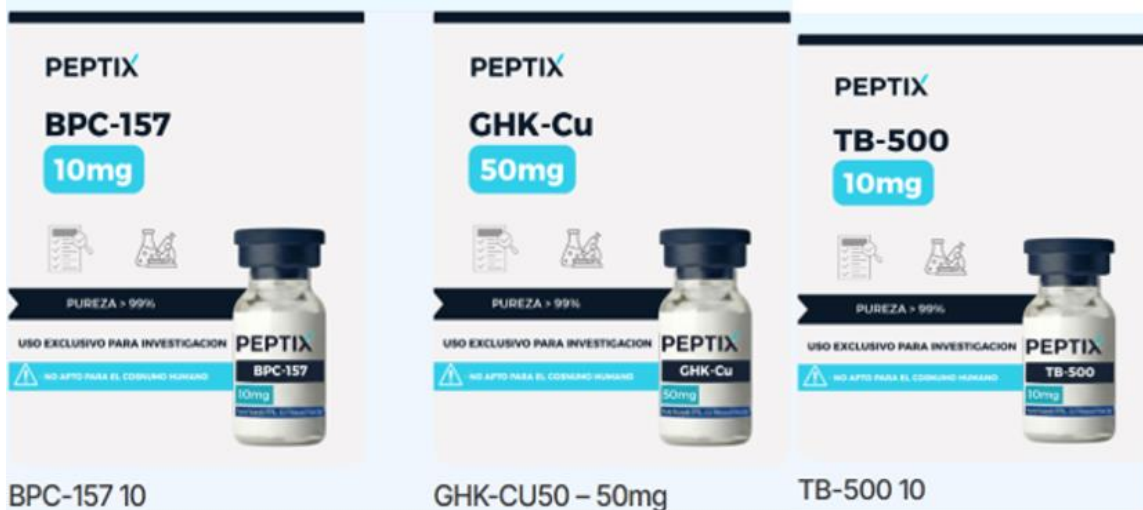 PEPTIX
BPC-157
10mg
PUREZA > 99%
USO EXCLUSIVO PARA INVESTIGACION
NO APTO PARA EL COSNUMO HUMANO
PEPTIX
BPC-157
10mg
BPC-157 10
PEPTIX
GHK-Cu
50mg
PUREZA > 99%
USO EXCLUSIVO PARA INVESTIGACION
NO APTO PARA EL COSNUMO HUMANO
PEPTIX
GHK-Cu
50mg
GHK-CU50 – 50mg
PEPTIX
TB-500
10mg
PUREZA > 99%
USO EXCLUSIVO PARA INVESTIGACION
NO APTO PARA EL COSNUMO HUMANO
PEPTIX
TB-500
10mg
TB-500 10